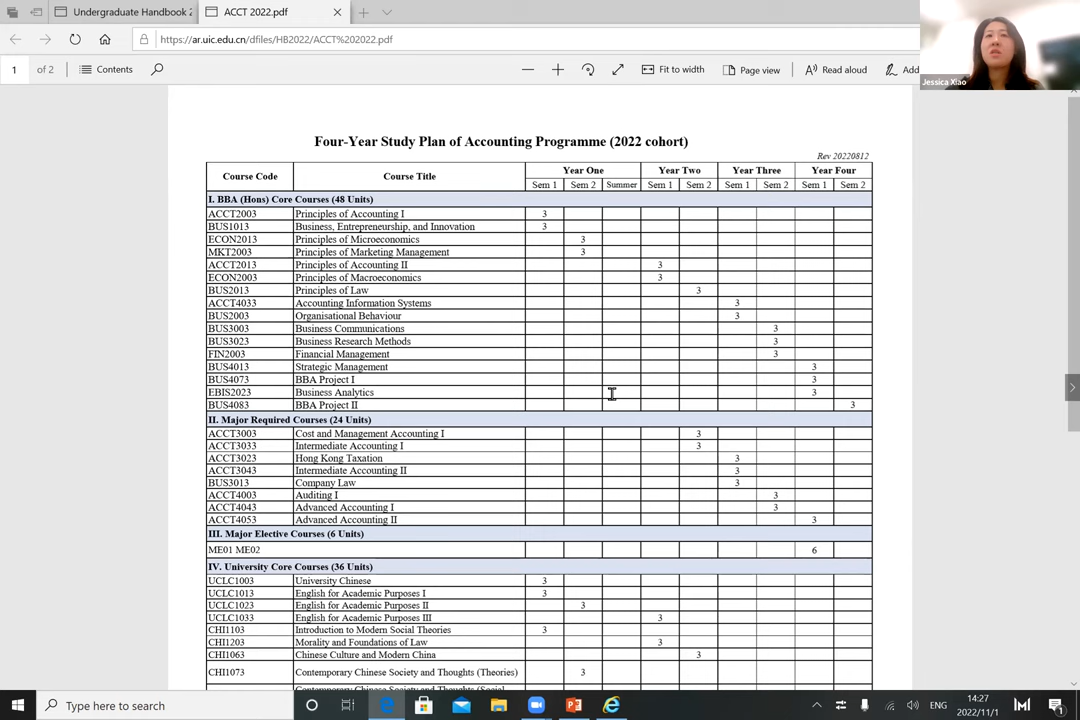 Undergraduate Handbook 2
ACCT 2022.pdf
https://ar.uic.edu.cn/dfiles/HB2022/ACCT%202022.pdf
1 of 2 Contents Fit to width Page view Read aloud Add
Jessica Xiao
Four-Year Study Plan of Accounting Programme (2022 cohort)
Rev 20220812
Course Code Course Title Year One Year Two Year Three Year Four
Sem 1 Sem 2 Summer Sem 1 Sem 2 Sem 1 Sem 2 Sem 1 Sem 2
I. BBA (Hons) Core Courses (48 Units)
ACCT2003 Principles of Accounting I 3
BUS1013 Business, Entrepreneurship, and Innovation 3
ECON2013 Principles of Microeconomics 3
MKT2003 Principles of Marketing Management 3
ACCT2013 Principles of Accounting II 3
ECON2003 Principles of Macroeconomics 3
BUS2013 Principles of Law 3
ACCT4033 Accounting Information Systems 3
BUS2003 Organisational Behaviour 3
BUS3003 Business Communications 3
BUS3023 Business Research Methods 3
FIN2003 Financial Management 3
BUS4013 Strategic Management 3
BUS4073 BBA Project I 3
EBIS2023 Business Analytics 3
BUS4083 BBA Project II 3
II. Major Required Courses (24 Units)
ACCT3003 Cost and Management Accounting I 3
ACCT3033 Intermediate Accounting I 3
ACCT3023 Hong Kong Taxation 3
ACCT3043 Intermediate Accounting II 3
BUS3013 Company Law 3
ACCT4003 Auditing I 3
ACCT4043 Advanced Accounting I 3
ACCT4053 Advanced Accounting II 3
III. Major Elective Courses (6 Units)
ME01 ME02 6
IV. University Core Courses (36 Units)
UCLC1003 University Chinese 3
UCLC1013 English for Academic Purposes I 3
UCLC1023 English for Academic Purposes II 3
UCLC1033 English for Academic Purposes III 3
CHI1103 Introduction to Modern Social Theories 3
CHI1203 Morality and Foundations of Law 3
CHI1063 Chinese Culture and Modern China 3
CHI1073 Contemporary Chinese Society and Thoughts (Theories) 3
Contemporary Chinese Society and Thoughts (Social
Type here to search
ENG
14:27
2022/11/1